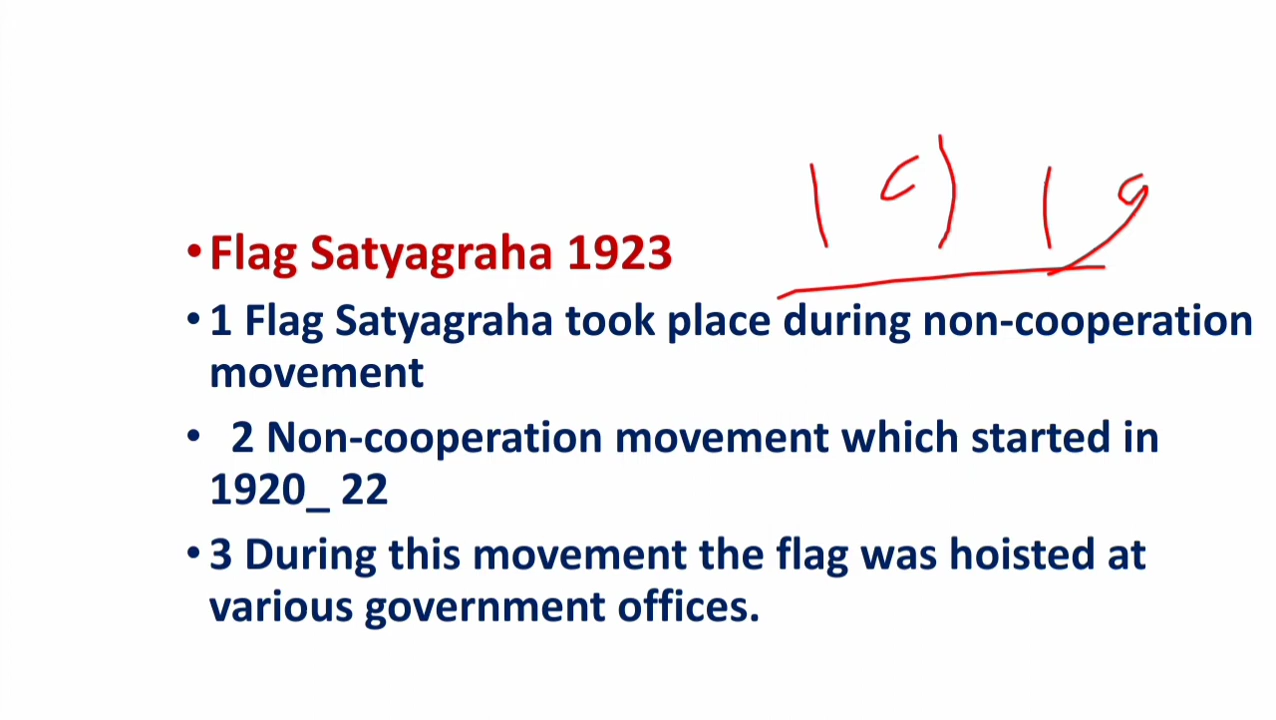 1919
•Flag Satyagraha 1923
•1 Flag Satyagraha took place during non-cooperation
movement
• 2 Non-cooperation movement which started in
1920_ 22
•3 During this movement the flag was hoisted at
various government offices.